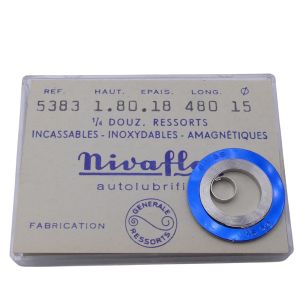 REF. HAUT. EPAIS. LONG. Ø
5383 1.80.18 480 15
¼ DOUZ. RESSORTS
INCASSABLES - INOXYDABLES - AMAGNÉTIQUES
Nivafle
autolubrifi
GENERALE
RESSORTS
FABRICATION